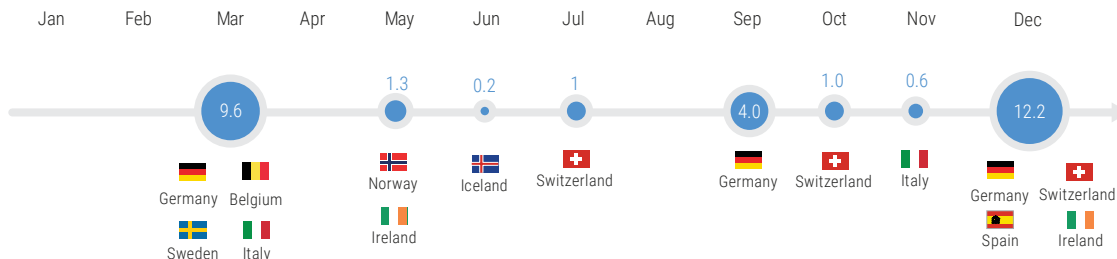 Jan Feb Mar Apr May Jun Jul Aug Sep Oct Nov Dec
1.3 0.2 1 1.0 0.6
9.6 4.0 12.2
Germany Belgium Norway Iceland Switzerland Germany Switzerland Italy Germany Switzerland
Sweden Italy Ireland Spain Ireland